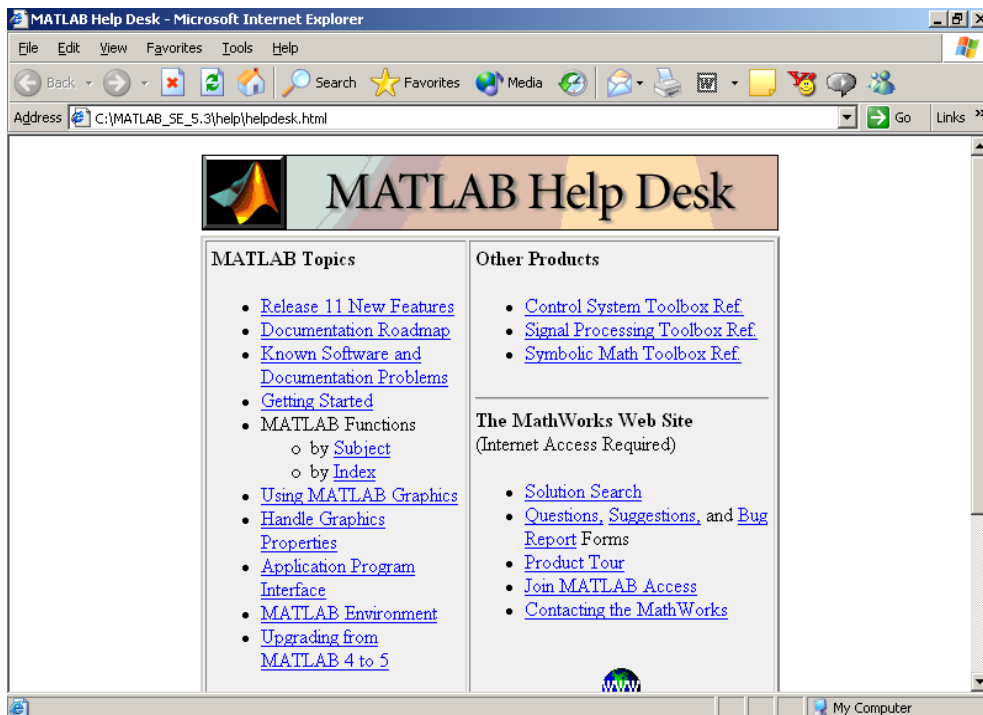 MATLAB Help Desk - Microsoft Internet Explorer
File Edit View Favorites Tools Help
Back Search Favorites Media
Address C:\MATLAB_SE_5.3\help\helpdesk.html Go Links »
MATLAB Help Desk
MATLAB Topics
Release 11 New Features
Documentation Roadmap
Known Software and
Documentation Problems
Getting Started
MATLAB Functions
by Subject
by Index
Using MATLAB Graphics
Handle Graphics
Properties
Application Program
Interface
MATLAB Environment
Upgrading from
MATLAB 4 to 5
Other Products
Control System Toolbox Ref.
Signal Processing Toolbox Ref.
Symbolic Math Toolbox Ref.
The MathWorks Web Site
(Internet Access Required)
Solution Search
Questions, Suggestions, and Bug
Report Forms
Product Tour
Join MATLAB Access
Contacting the MathWorks
WWW
My Computer